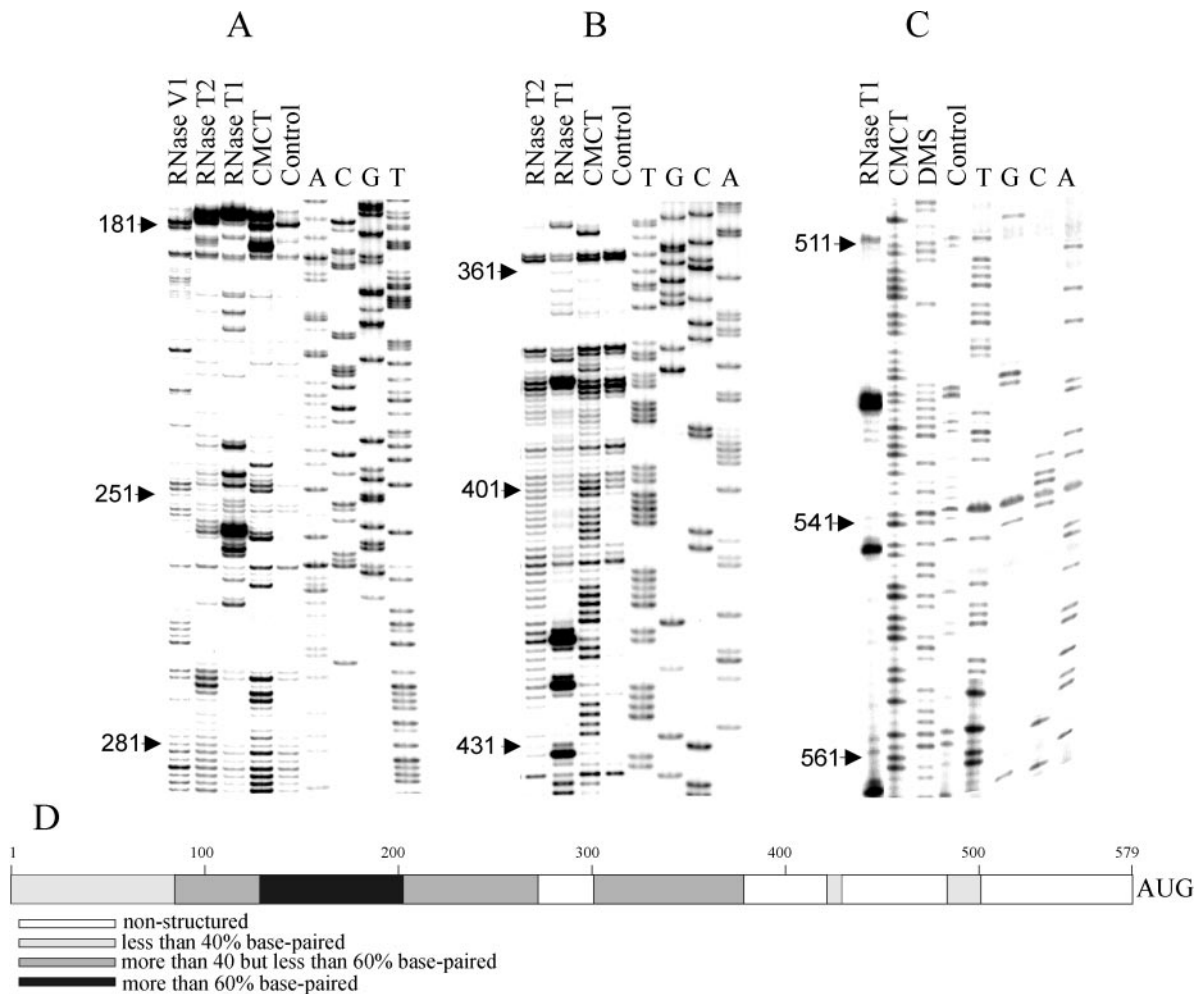 A
RNase V1
RNase T2
RNase T1
CMCT
Control
A
C
G
T
181
251
281
B
RNase T2
RNase T1
CMCT
Control
T
G
C
A
361
401
431
C
RNase T1
CMCT
DMS
Control
T
G
C
A
511
541
561
D
1 100 200 300 400 500 579
AUG
non-structured
less than 40% base-paired
more than 40 but less than 60% base-paired
more than 60% base-paired